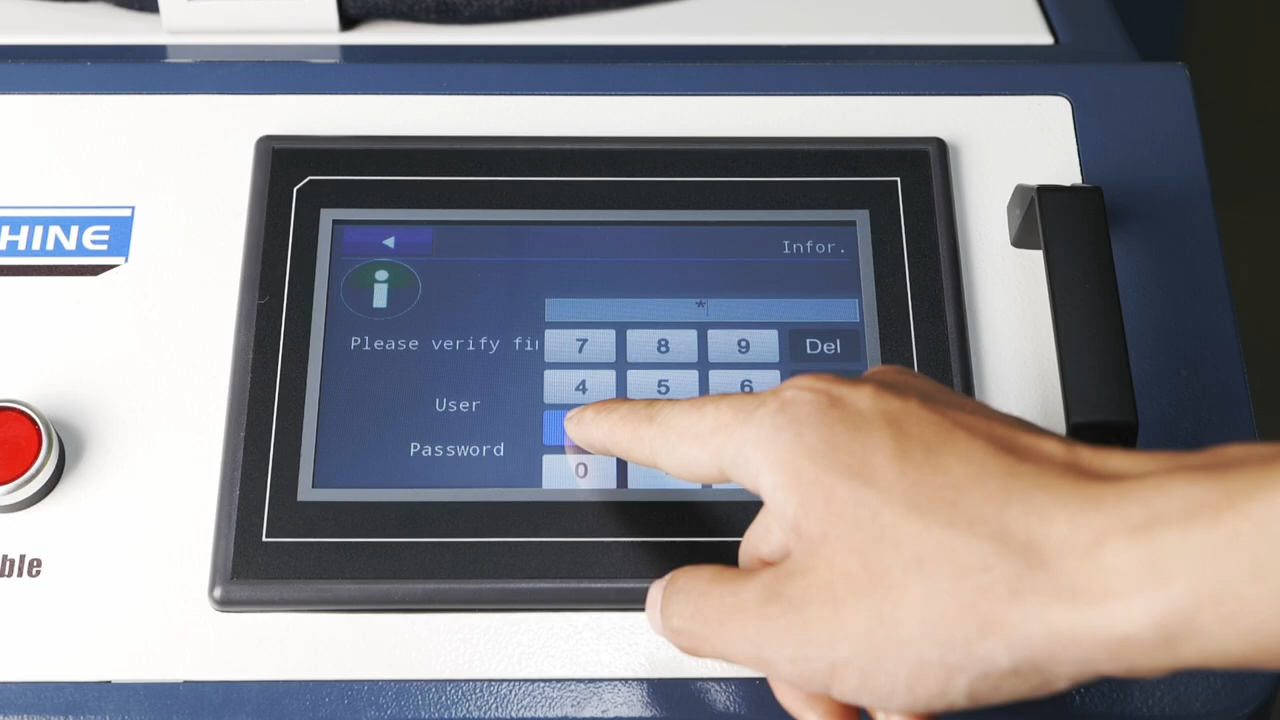 HINE
◀
Infor.
i
*
Please verify fi
7 8 9 Del
4 5 6
User
Password
0
ble